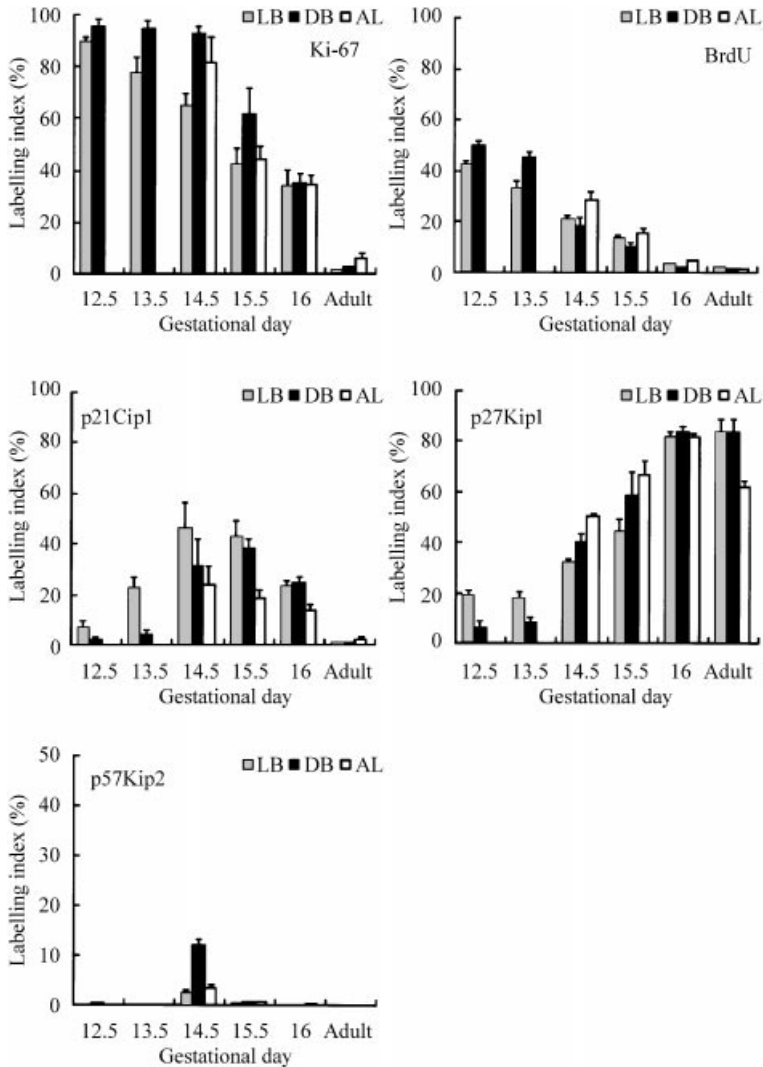 LB DB AL
Ki-67
100
80
60
40
20
0
Labelling index (%)
12.5 13.5 14.5 15.5 16 Adult
Gestational day
LB DB AL
BrdU
100
80
60
40
20
0
Labelling index (%)
12.5 13.5 14.5 15.5 16 Adult
Gestational day
LB DB AL
p21Cip1
100
80
60
40
20
0
Labelling index (%)
12.5 13.5 14.5 15.5 16 Adult
Gestational day
LB DB AL
p27Kip1
100
80
60
40
20
0
Labelling index (%)
12.5 13.5 14.5 15.5 16 Adult
Gestational day
LB DB AL
p57Kip2
50
40
30
20
10
0
Labelling index (%)
12.5 13.5 14.5 15.5 16 Adult
Gestational day